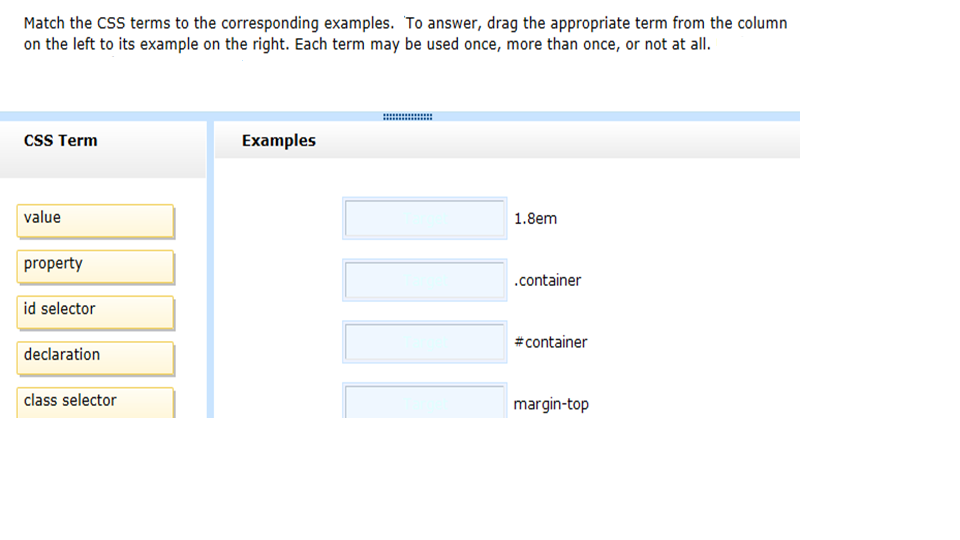 Match the CSS terms to the corresponding examples. To answer, drag the appropriate term from the column
on the left to its example on the right. Each term may be used once, more than once, or not at all.
CSS Term
Examples
value
1.8em
property
.container
id selector
#container
declaration
class selector
margin-top